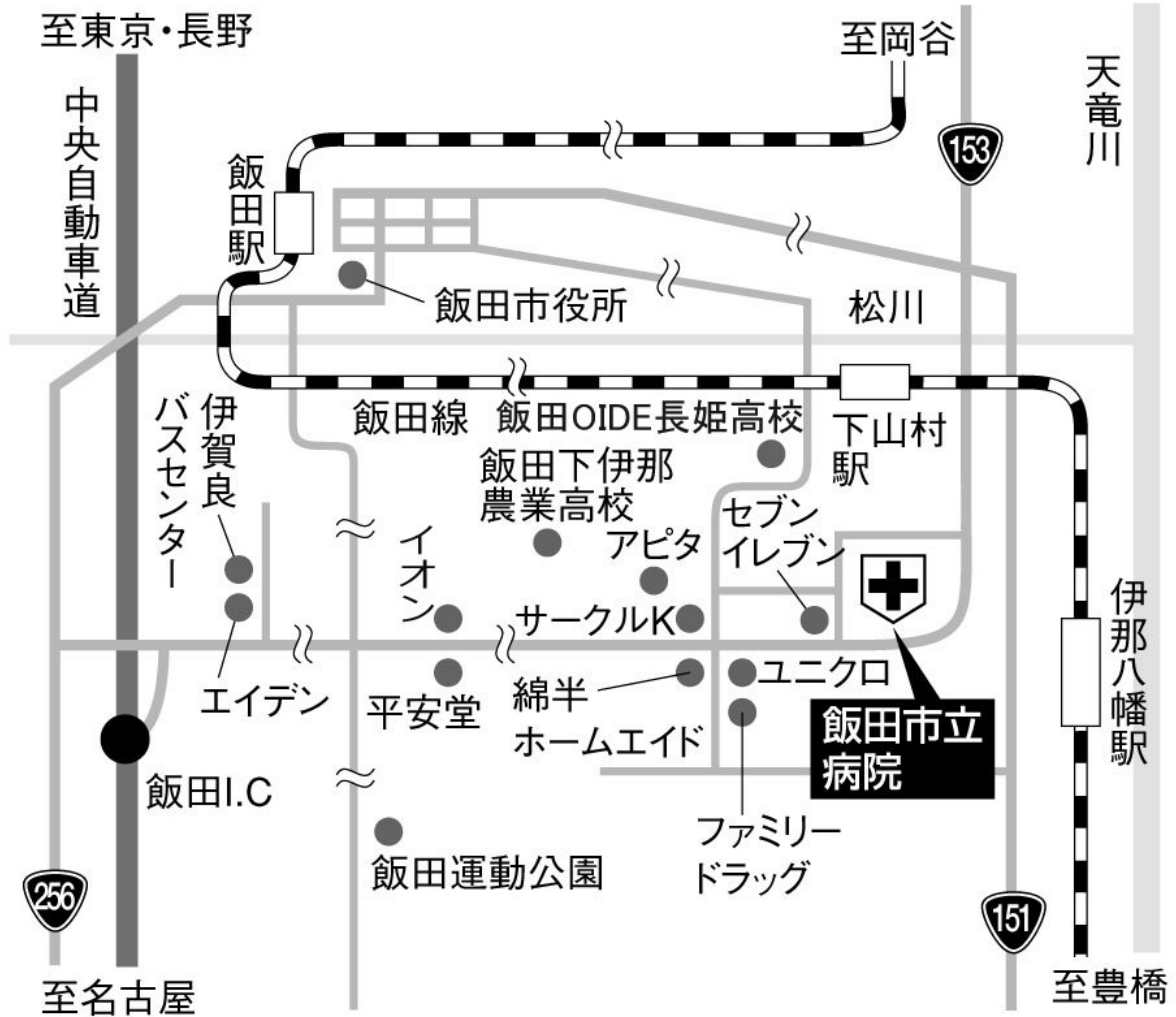 至東京・長野
至岡谷
天竜川
中央自動車道
153
飯田駅
飯田市役所
松川
飯田線
飯田OIDE長姫高校
下山村
駅
伊賀良
バスセンター
飯田下伊那
農業高校
セブン
イレブン
アピタ
イオン
サークルK
伊那八幡駅
エイデン
平安堂
綿半
ホームエイド
ユニクロ
飯田市立
病院
飯田I.C
ファミリー
ドラッグ
飯田運動公園
256
151
至名古屋
至豊橋